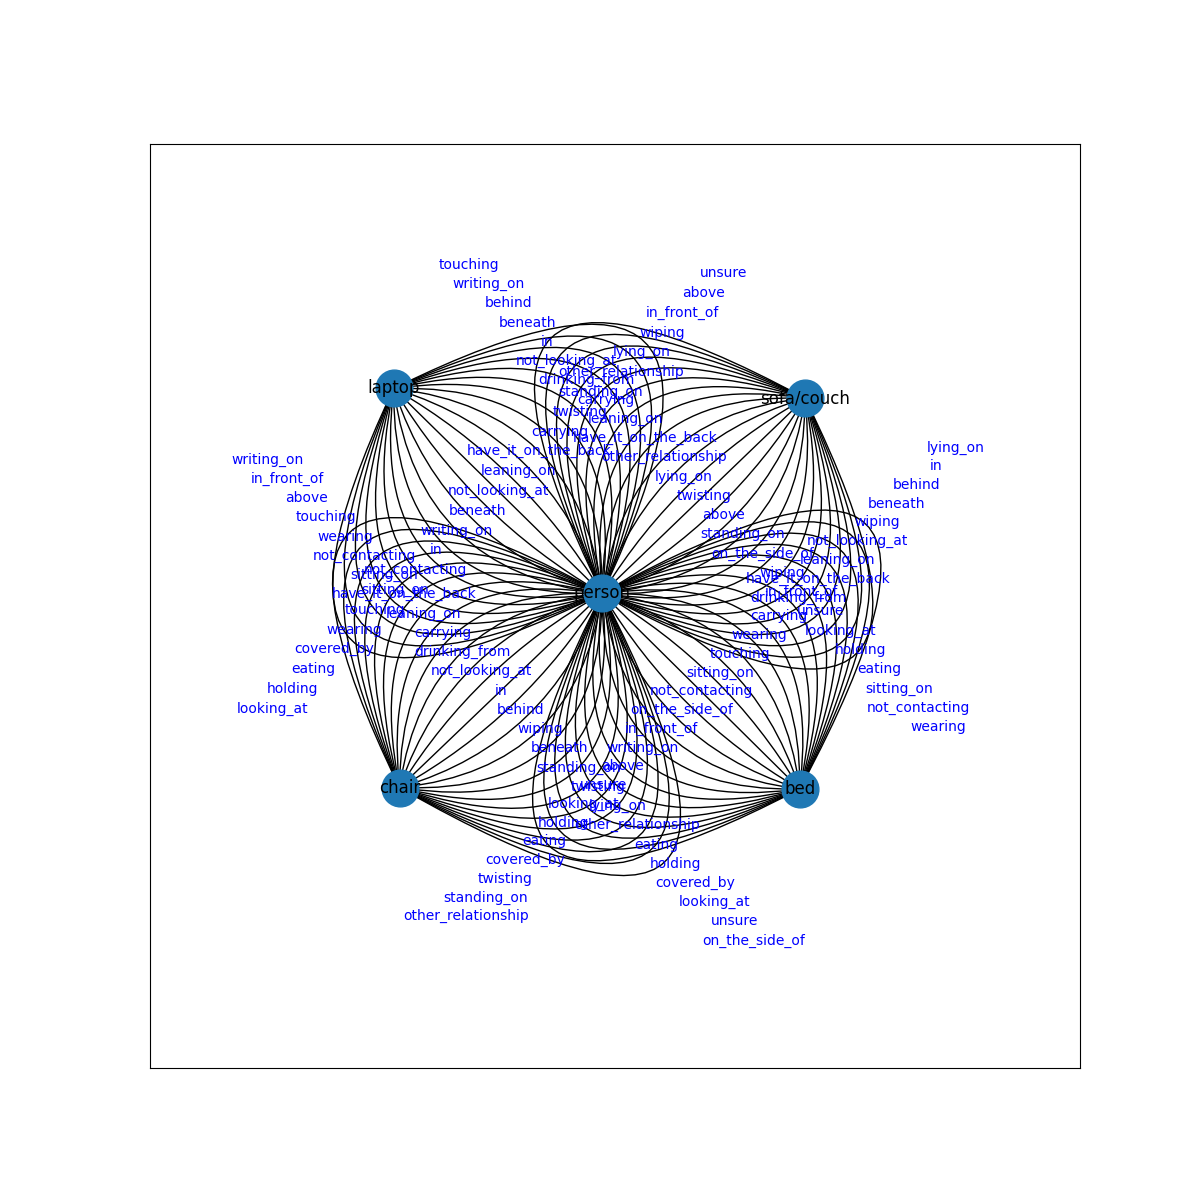 touching
unsure
writing_on
above
behind
in_front_of
beneath
wiping
in
lying_on
not_looking_at
other_relationship
drinking_from
standing_on
laptop
carrying
sofa/couch
twisting
leaning_on
carrying
have_it_on_the_back
lying_on
have_it_on_the_back
other_relationship
in
writing_on
leaning_on
lying_on
behind
in_front_of
not_looking_at
twisting
beneath
above
beneath
above
wiping
touching
writing_on
standing_on
wearing
not_looking_at
in
on_the_side_of
leaning_on
not_contacting
not_contacting
wiping
have_it_on_the_back
sitting_on
sitting_on
in_front_of
person
have_it_on_the_back
drinking_from
touching
leaning_on
carrying
unsure
wearing
carrying
wearing
looking_at
covered_by
drinking_from
touching
holding
eating
not_looking_at
sitting_on
eating
holding
in
not_contacting
sitting_on
looking_at
behind
on_the_side_of
not_contacting
wiping
in_front_of
wearing
beneath
writing_on
standing_on
above
chair
twisting
unsure
bed
looking_at
lying_on
holding
other_relationship
eating
eating
covered_by
holding
twisting
covered_by
standing_on
looking_at
other_relationship
unsure
on_the_side_of